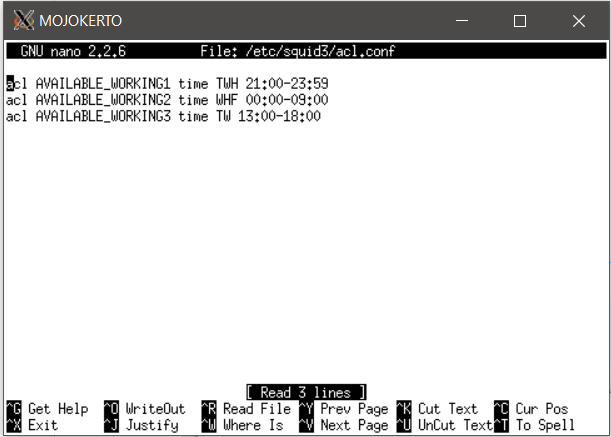 MOJOKERTO
GNU nano 2.2.6 File: /etc/squid3/acl.conf
acl AVAILABLE_WORKING1 time TWH 21:00-23:59
acl AVAILABLE_WORKING2 time WHF 00:00-09:00
acl AVAILABLE_WORKING3 time TW 13:00-18:00
[ Read 3 lines ]
^G Get Help ^O WriteOut ^R Read File ^Y Prev Page ^K Cut Text ^C Cur Pos
^X Exit ^J Justify ^W Where Is ^V Next Page ^U UnCut Text ^T To Spell